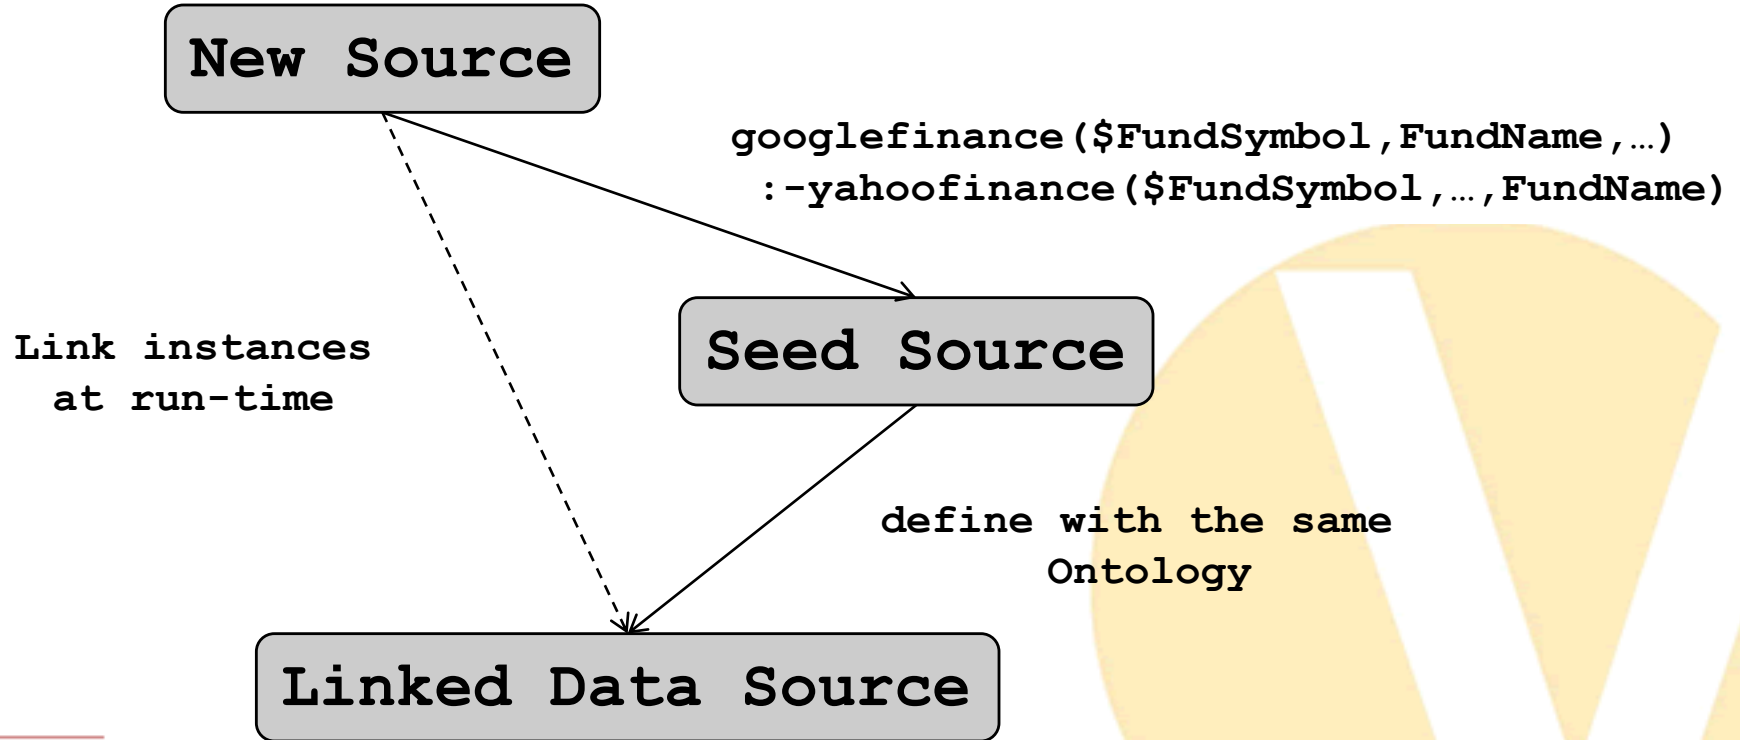 New Source
googlefinance($FundSymbol,FundName,…)
:-yahoofinance($FundSymbol,…,FundName)
Link instances
at run-time
Seed Source
define with the same
Ontology
Linked Data Source